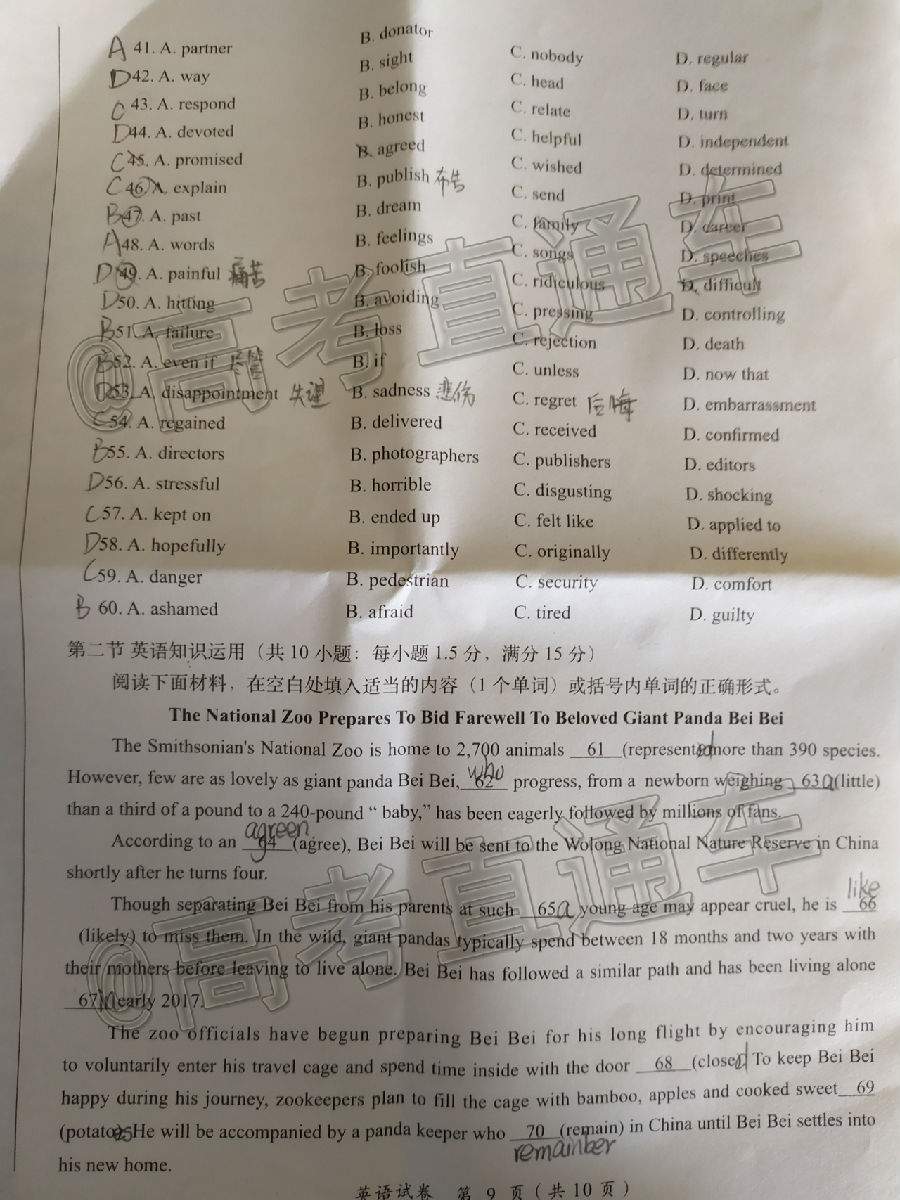 A 41. A. partner B. donator C. nobody D. regular
D 42. A. way B. sight C. head D. face
C 43. A. respond B. belong C. relate D. turn
D 44. A. devoted B. honest C. helpful D. independent
C 45. A. promised B. agreed C. wished D. determined
C 46. A. explain B. publish 布告 C. send D. print
B 47. A. past B. dream C. family D. career
A 48. A. words B. feelings C. songs D. speeches
D 49. A. painful 痛苦 B. foolish C. ridiculous D. difficult
D 50. A. hitting B. avoiding C. pressing D. controlling
B 51. A. failure B. loss C. rejection D. death
B 52. A. even if 尽管 B. if C. unless D. now that
D 53. A. disappointment 失望 B. sadness 悲伤 C. regret 后悔 D. embarrassment
C 54. A. regained B. delivered C. received D. confirmed
B 55. A. directors B. photographers C. publishers D. editors
D 56. A. stressful B. horrible C. disgusting D. shocking
C 57. A. kept on B. ended up C. felt like D. applied to
D 58. A. hopefully B. importantly C. originally D. differently
C 59. A. danger B. pedestrian C. security D. comfort
B 60. A. ashamed B. afraid C. tired D. guilty
第二节 英语知识运用（共 10 小题：每小题 1.5 分，满分 15 分）
阅读下面材料，在空白处填入适当的内容（1 个单词）或括号内单词的正确形式。
The National Zoo Prepares To Bid Farewell To Beloved Giant Panda Bei Bei
The Smithsonian's National Zoo is home to 2,700 animals 61 (represent) ed more than 390 species.
However, few are as lovely as giant panda Bei Bei, who 62 progress, from a newborn weighing 63 a (little)
than a third of a pound to a 240-pound “ baby,” has been eagerly followed by millions of fans.
According to an agreen 64 (agree), Bei Bei will be sent to the Wolong National Nature Reserve in China
shortly after he turns four.
Though separating Bei Bei from his parents at such 65 a young age may appear cruel, he is like 66
(likely) to miss them. In the wild, giant pandas typically spend between 18 months and two years with
their mothers before leaving to live alone. Bei Bei has followed a similar path and has been living alone
67 in early 2017.
The zoo officials have begun preparing Bei Bei for his long flight by encouraging him
to voluntarily enter his travel cage and spend time inside with the door 68 (close) d To keep Bei Bei
happy during his journey, zookeepers plan to fill the cage with bamboo, apples and cooked sweet 69
(potato) es He will be accompanied by a panda keeper who 70 (remain) in China until Bei Bei settles into
remainber
his new home.
英语试卷 第 9 页（共 10 页）
@高考直通车
@高考直通车